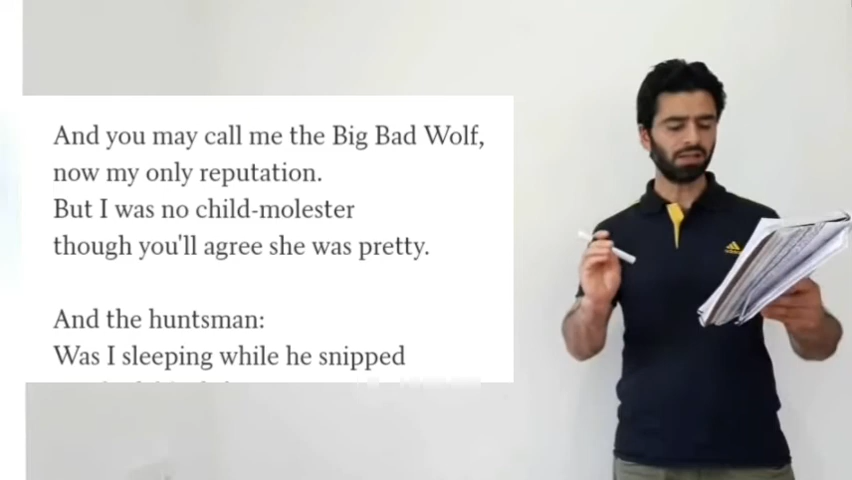 And you may call me the Big Bad Wolf,
now my only reputation.
But I was no child-molester
though you'll agree she was pretty.
And the huntsman:
Was I sleeping while he snipped